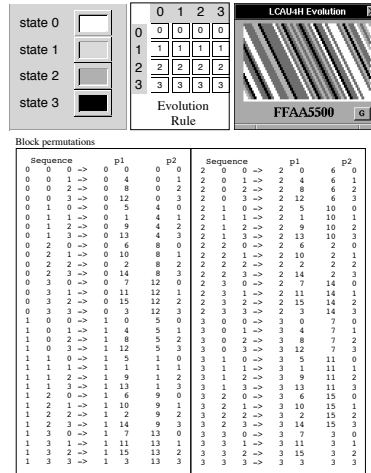 state 0
state 1
state 2
state 3
0 1 2 3
0 0 0 0 0
1 1 1 1 1
2 2 2 2 2
3 3 3 3 3
Evolution
Rule
LCAU4H Evolution
FFAA5500 G
Block permutations
Sequence p1 p2
0 0 0 -> 0 0 0 0
0 0 1 -> 0 4 0 1
0 0 2 -> 0 8 0 2
0 0 3 -> 0 12 0 3
0 1 0 -> 0 5 4 0
0 1 1 -> 0 1 4 1
0 1 2 -> 0 9 4 2
0 1 3 -> 0 13 4 3
0 2 0 -> 0 6 8 0
0 2 1 -> 0 10 8 1
0 2 2 -> 0 2 8 2
0 2 3 -> 0 14 8 3
0 3 0 -> 0 7 12 0
0 3 1 -> 0 11 12 1
0 3 2 -> 0 15 12 2
0 3 3 -> 0 3 12 3
1 0 0 -> 1 0 5 0
1 0 1 -> 1 4 5 1
1 0 2 -> 1 8 5 2
1 0 3 -> 1 12 5 3
1 1 0 -> 1 5 1 0
1 1 1 -> 1 1 1 1
1 1 2 -> 1 9 1 2
1 1 3 -> 1 13 1 3
1 2 0 -> 1 6 9 0
1 2 1 -> 1 10 9 1
1 2 2 -> 1 2 9 2
1 2 3 -> 1 14 9 3
1 3 0 -> 1 7 13 0
1 3 1 -> 1 11 13 1
1 3 2 -> 1 15 13 2
1 3 3 -> 1 3 13 3
Sequence p1 p2
2 0 0 -> 2 0 6 0
2 0 1 -> 2 4 6 1
2 0 2 -> 2 8 6 2
2 0 3 -> 2 12 6 3
2 1 0 -> 2 5 10 0
2 1 1 -> 2 1 10 1
2 1 2 -> 2 9 10 2
2 1 3 -> 2 13 10 3
2 2 0 -> 2 6 2 0
2 2 1 -> 2 10 2 1
2 2 2 -> 2 2 2 2
2 2 3 -> 2 14 2 3
2 3 0 -> 2 7 14 0
2 3 1 -> 2 11 14 1
2 3 2 -> 2 15 14 2
2 3 3 -> 2 3 14 3
3 0 0 -> 3 0 7 0
3 0 1 -> 3 4 7 1
3 0 2 -> 3 8 7 2
3 0 3 -> 3 12 7 3
3 1 0 -> 3 5 11 0
3 1 1 -> 3 1 11 1
3 1 2 -> 3 9 11 2
3 1 3 -> 3 13 11 3
3 2 0 -> 3 6 15 0
3 2 1 -> 3 10 15 1
3 2 2 -> 3 2 15 2
3 2 3 -> 3 14 15 3
3 3 0 -> 3 7 3 0
3 3 1 -> 3 11 3 1
3 3 2 -> 3 15 3 2
3 3 3 -> 3 3 3 3